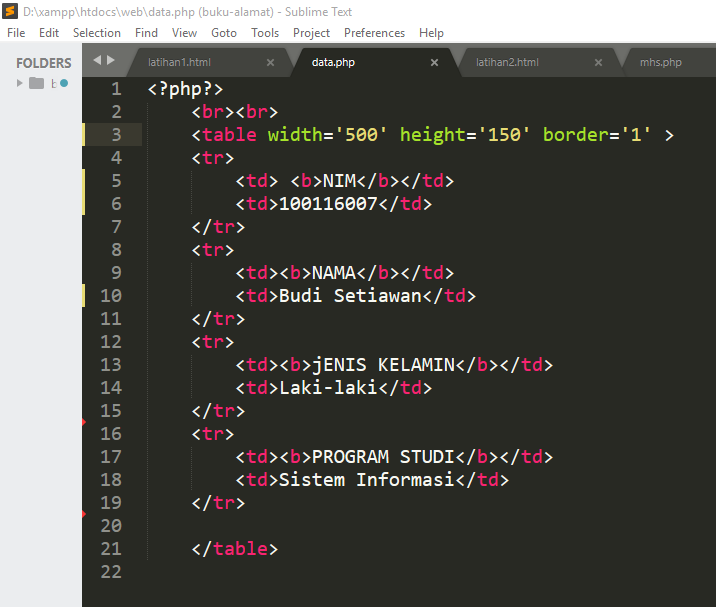 D:\xampp\htdocs\web\data.php (buku-alamat) - Sublime Text
File Edit Selection Find View Goto Tools Project Preferences Help
FOLDERS
latihan1.html × data.php × latihan2.html × mhs.php
1 <?php?>
2 <br><br>
3 <table width='500' height='150' border='1' >
4 <tr>
5 <td> <b>NIM</b></td>
6 <td>100116007</td>
7 </tr>
8 <tr>
9 <td><b>NAMA</b></td>
10 <td>Budi Setiawan</td>
11 </tr>
12 <tr>
13 <td><b>jENIS KELAMIN</b></td>
14 <td>Laki-laki</td>
15 </tr>
16 <tr>
17 <td><b>PROGRAM STUDI</b></td>
18 <td>Sistem Informasi</td>
19 </tr>
20
21 </table>
22